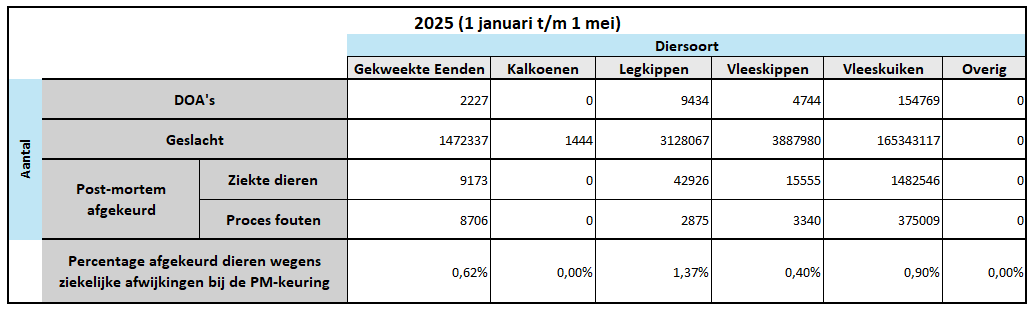 2025 (1 januari t/m 1 mei)
Diersoort
Gekweekte Eenden Kalkoenen Legkippen Vleeskippen Vleeskuiken Overig
Aantal
DOA's 2227 0 9434 4744 154769 0
Geslacht 1472337 1444 3128067 3887980 165343117 0
Post-mortem
afgekeurd
Ziekte dieren 9173 0 42926 15555 1482546 0
Proces fouten 8706 0 2875 3340 375009 0
Percentage afgekeurd dieren wegens
ziekelijke afwijkingen bij de PM-keuring
0,62% 0,00% 1,37% 0,40% 0,90% 0,00%